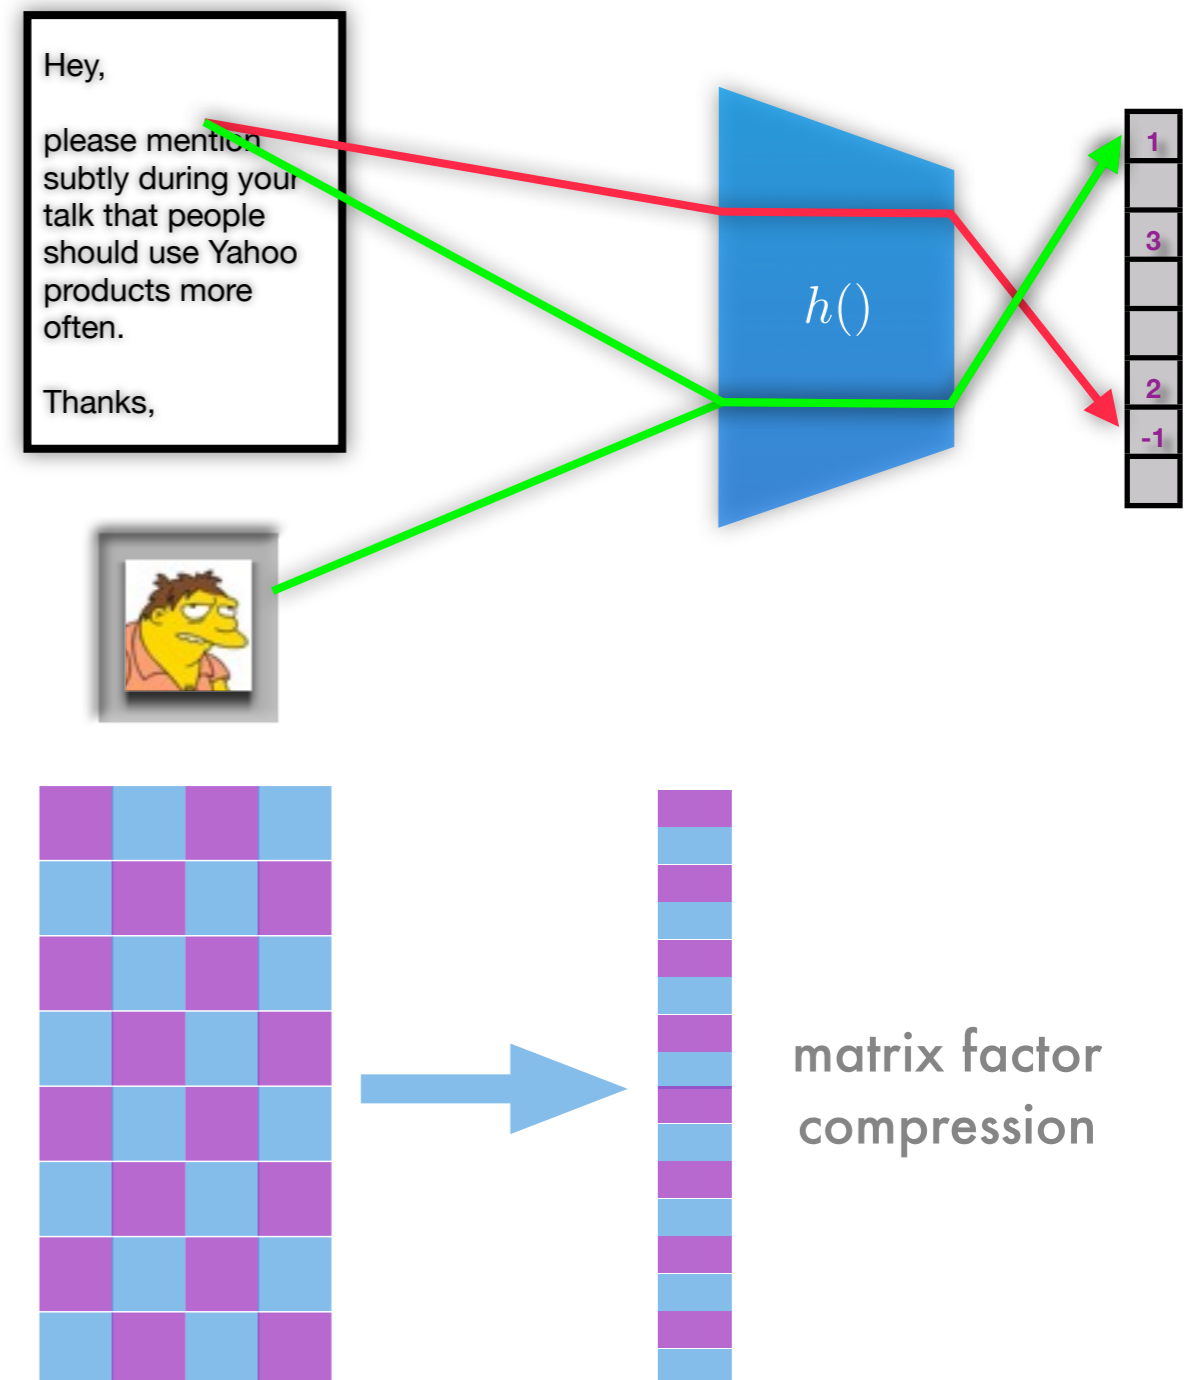 Hey,
please mention
subtly during your
talk that people
should use Yahoo
products more
often.
Thanks,
h()
1
3
2
-1
matrix factor
compression